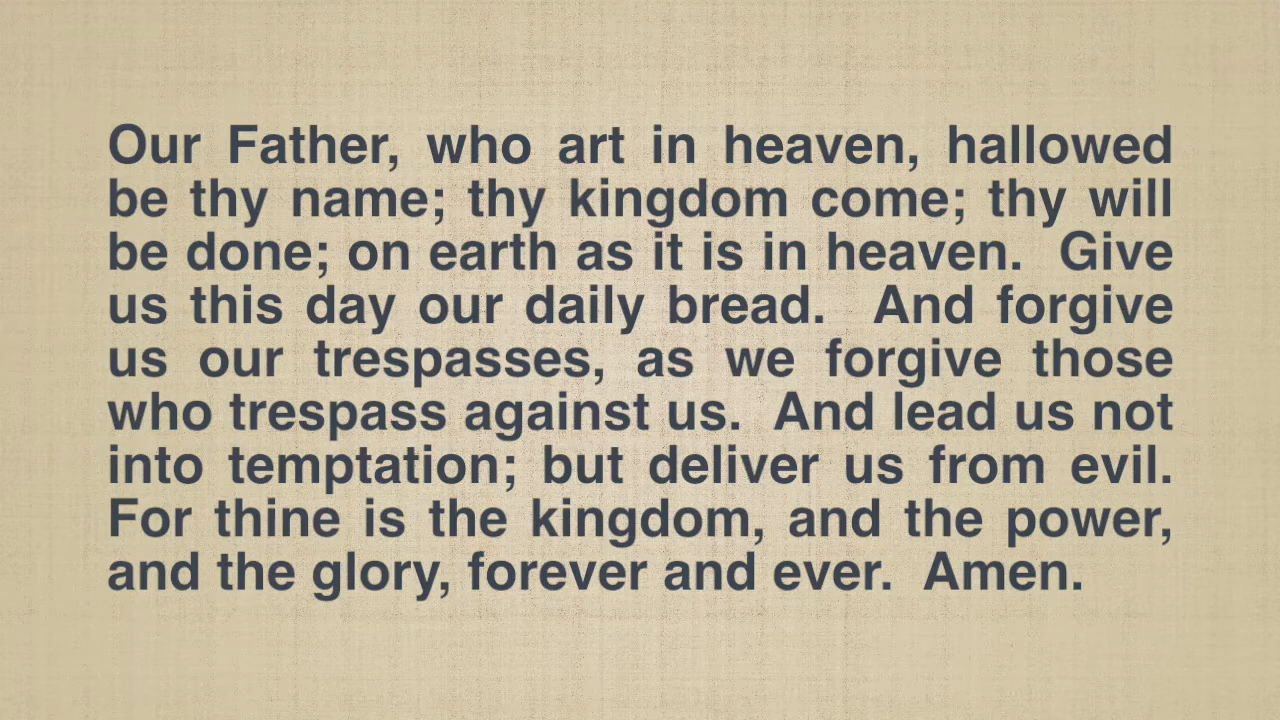 Our Father, who art in heaven, hallowed
be thy name; thy kingdom come; thy will
be done; on earth as it is in heaven.  Give
us this day our daily bread.  And forgive
us our trespasses, as we forgive those
who trespass against us.  And lead us not
into temptation; but deliver us from evil.
For thine is the kingdom, and the power,
and the glory, forever and ever.  Amen.